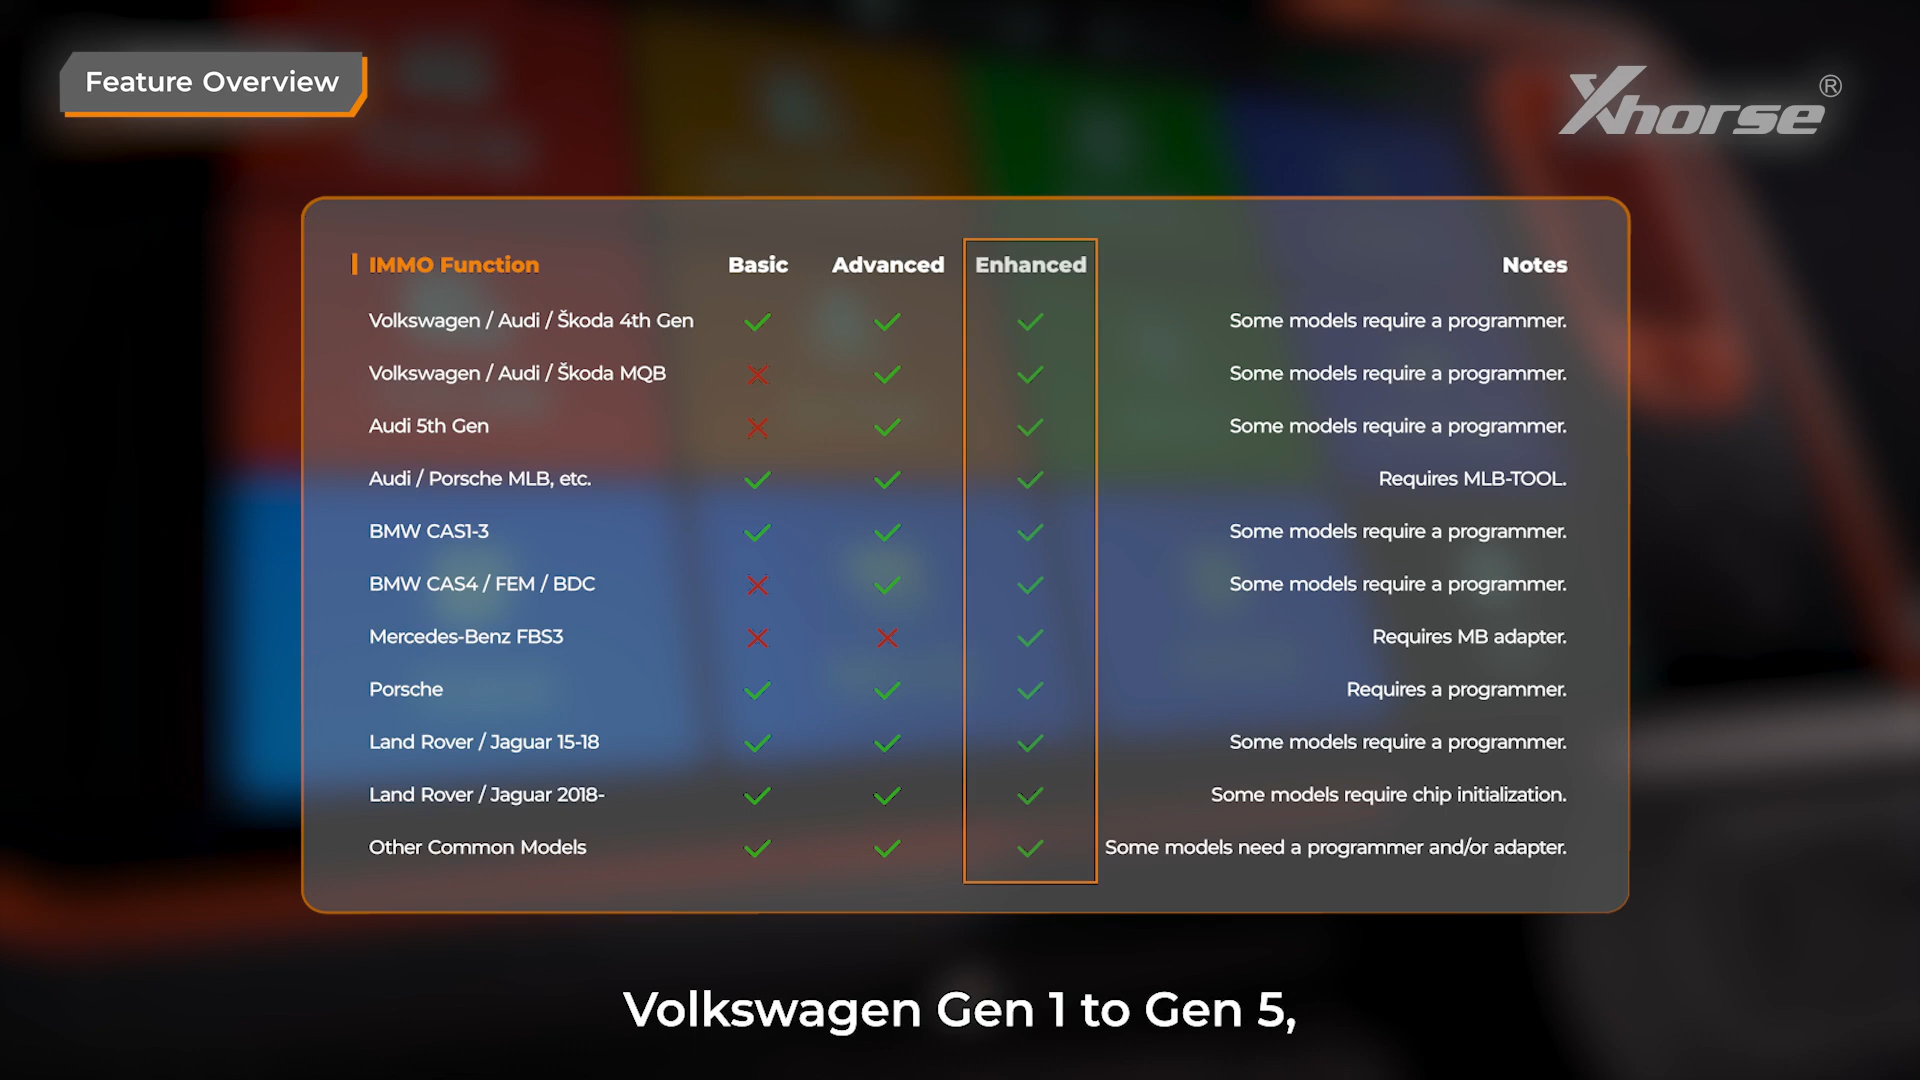 Feature Overview
Xhorse®
IMMO Function Basic Advanced Enhanced Notes
Volkswagen / Audi / Škoda 4th Gen ✓ ✓ ✓ Some models require a programmer.
Volkswagen / Audi / Škoda MQB ✗ ✓ ✓ Some models require a programmer.
Audi 5th Gen ✗ ✓ ✓ Some models require a programmer.
Audi / Porsche MLB, etc. ✓ ✓ ✓ Requires MLB-TOOL.
BMW CAS1-3 ✓ ✓ ✓ Some models require a programmer.
BMW CAS4 / FEM / BDC ✗ ✓ ✓ Some models require a programmer.
Mercedes-Benz FBS3 ✗ ✗ ✓ Requires MB adapter.
Porsche ✓ ✓ ✓ Requires a programmer.
Land Rover / Jaguar 15-18 ✓ ✓ ✓ Some models require a programmer.
Land Rover / Jaguar 2018- ✓ ✓ ✓ Some models require chip initialization.
Other Common Models ✓ ✓ ✓ Some models need a programmer and/or adapter.
Volkswagen Gen 1 to Gen 5,